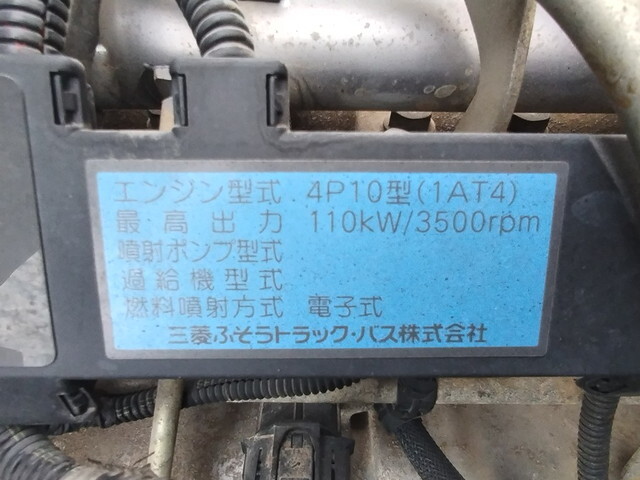 エンジン型式 4P10型(1AT4)
最高出力 110kW/3500rpm
噴射ポンプ型式
過給機型式
燃料噴射方式 電子式
三菱ふそうトラック・バス株式会社